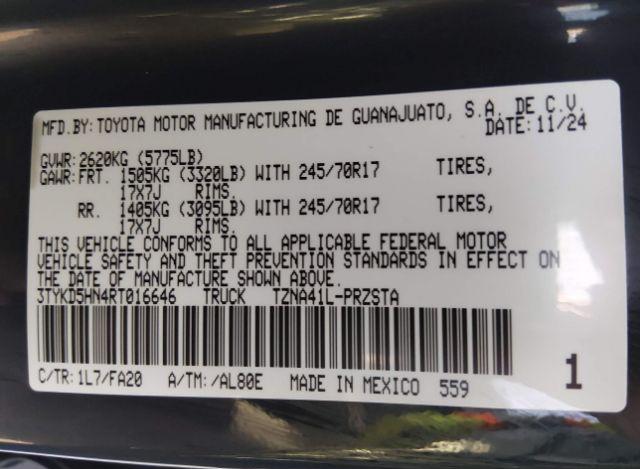 MFD.BY: TOYOTA MOTOR MANUFACTURING DE GUANAJUATO, S.A. DE C.V.
DATE: 11/24
GVWR: 2620KG (5775LB)
GAWR: FRT. 1505KG (3320LB) WITH 245/70R17 TIRES,
17X7J RIMS.
RR. 1405KG (3095LB) WITH 245/70R17 TIRES,
17X7J RIMS.
THIS VEHICLE CONFORMS TO ALL APPLICABLE FEDERAL MOTOR
VEHICLE SAFETY AND THEFT PREVENTION STANDARDS IN EFFECT ON
THE DATE OF MANUFACTURE SHOWN ABOVE.
3TYKD5HN4RT016646 TRUCK TZNA41L-PRZSTA
C/TR: 1L7/FA20 A/TM: /AL80E MADE IN MEXICO 559 1